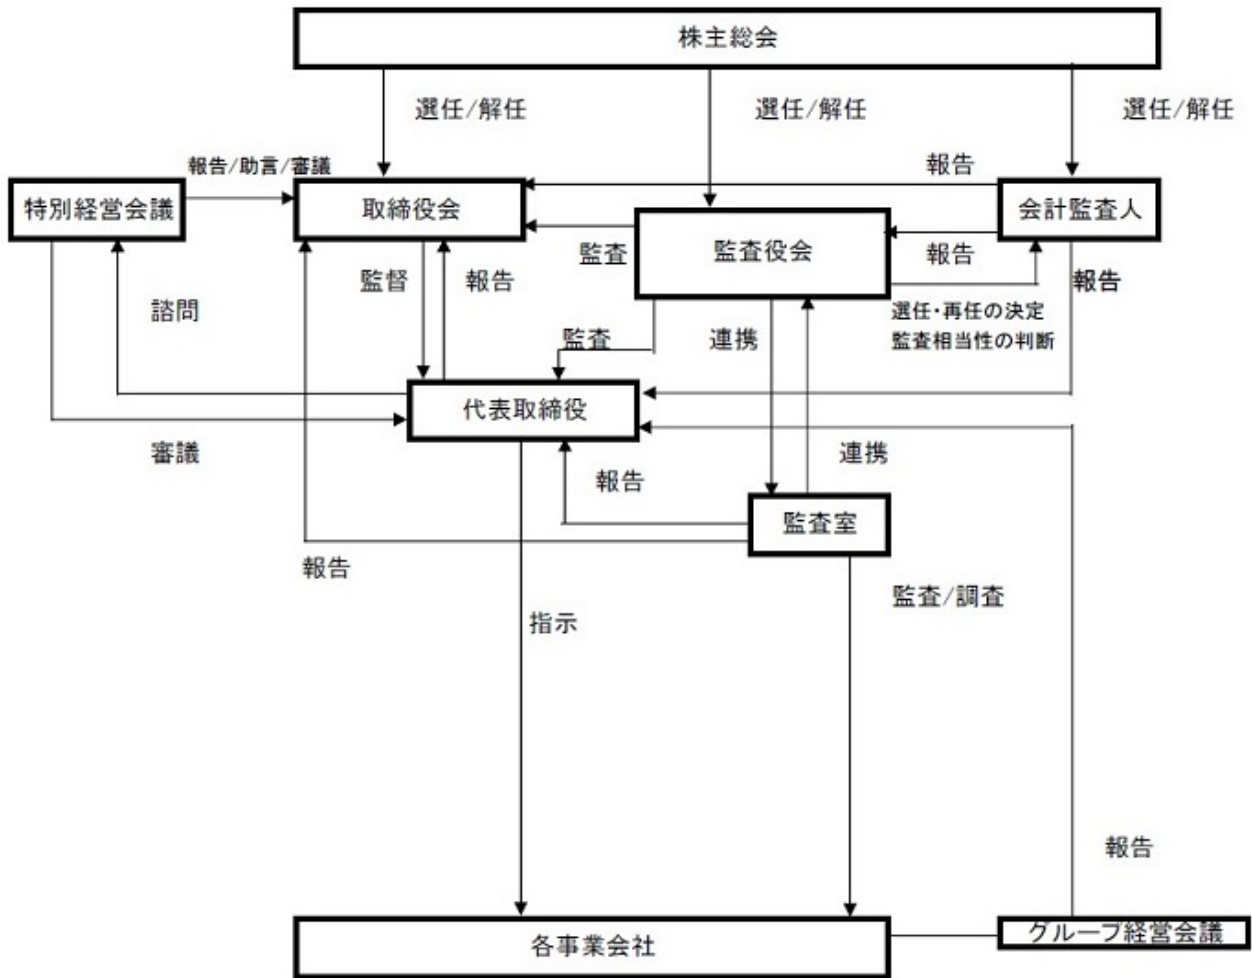 株主総会
選任/解任
選任/解任
選任/解任
報告/助言/審議
報告
特別経営会議
取締役会
会計監査人
監査役会
監査
報告
監督
報告
報告
諮問
選任・再任の決定
監査相当性の判断
監査
連携
代表取締役
審議
連携
報告
監査室
報告
監査/調査
指示
報告
各事業会社
グループ経営会議